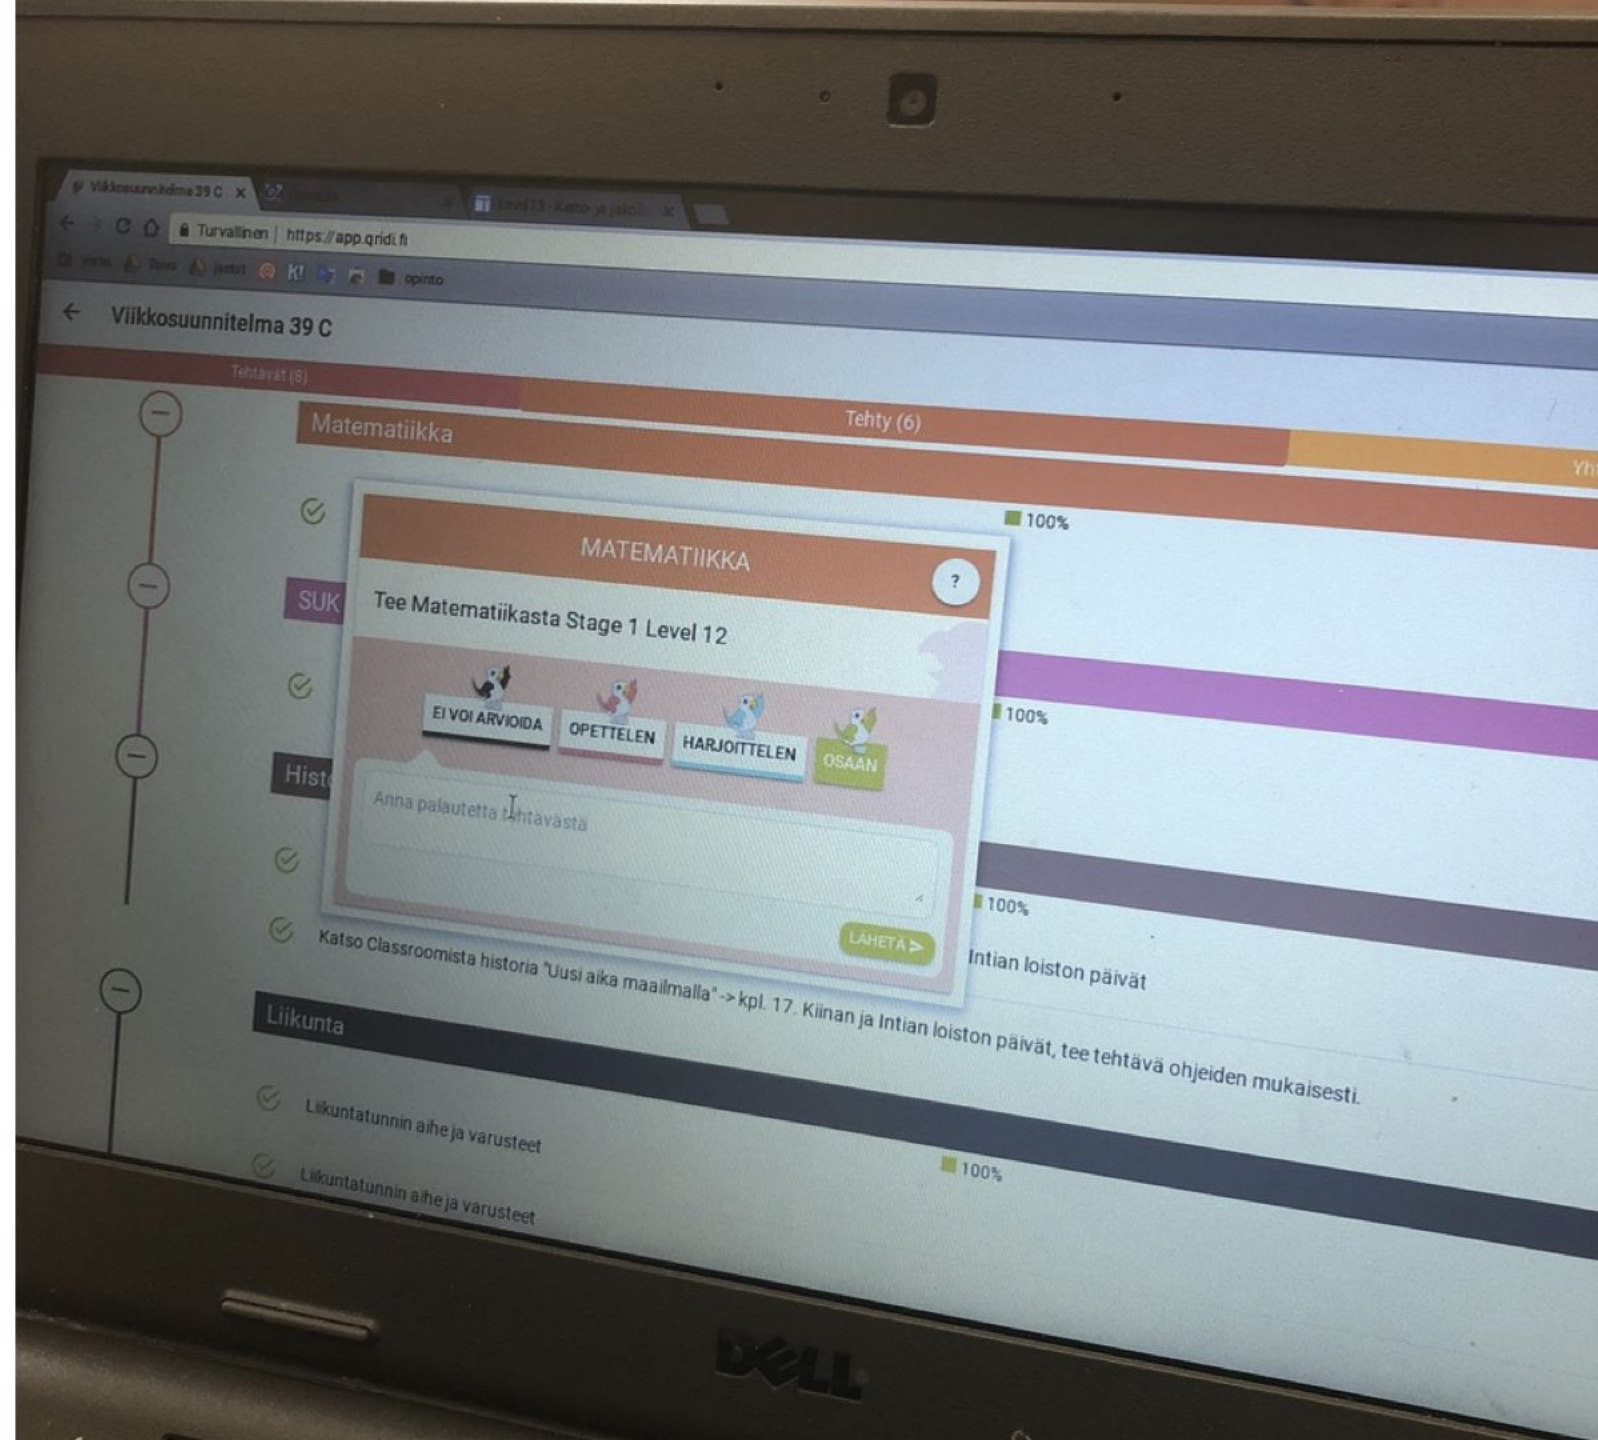 Viikkosuunnitelma 39 C
Turvallinen | https://app.qridi.fi
K!
opinto
Viikkosuunnitelma 39 C
Tehtävät (8)
Tehty (6)
Matematiikka
100%
MATEMATIIKKA
?
Tee Matematiikasta Stage 1 Level 12
SUK
EI VOI ARVIOIDA
OPETTELEN
HARJOITTELEN
OSAAN
100%
Anna palautetta tehtävästä
LÄHETÄ
100%
Intian loiston päivät
Katso Classroomista historia "Uusi aika maailmalla" -> kpl. 17. Kiinan ja Intian loiston päivät, tee tehtävä ohjeiden mukaisesti.
Liikunta
Liikuntatunnin aihe ja varusteet
100%
Liikuntatunnin aihe ja varusteet
DELL